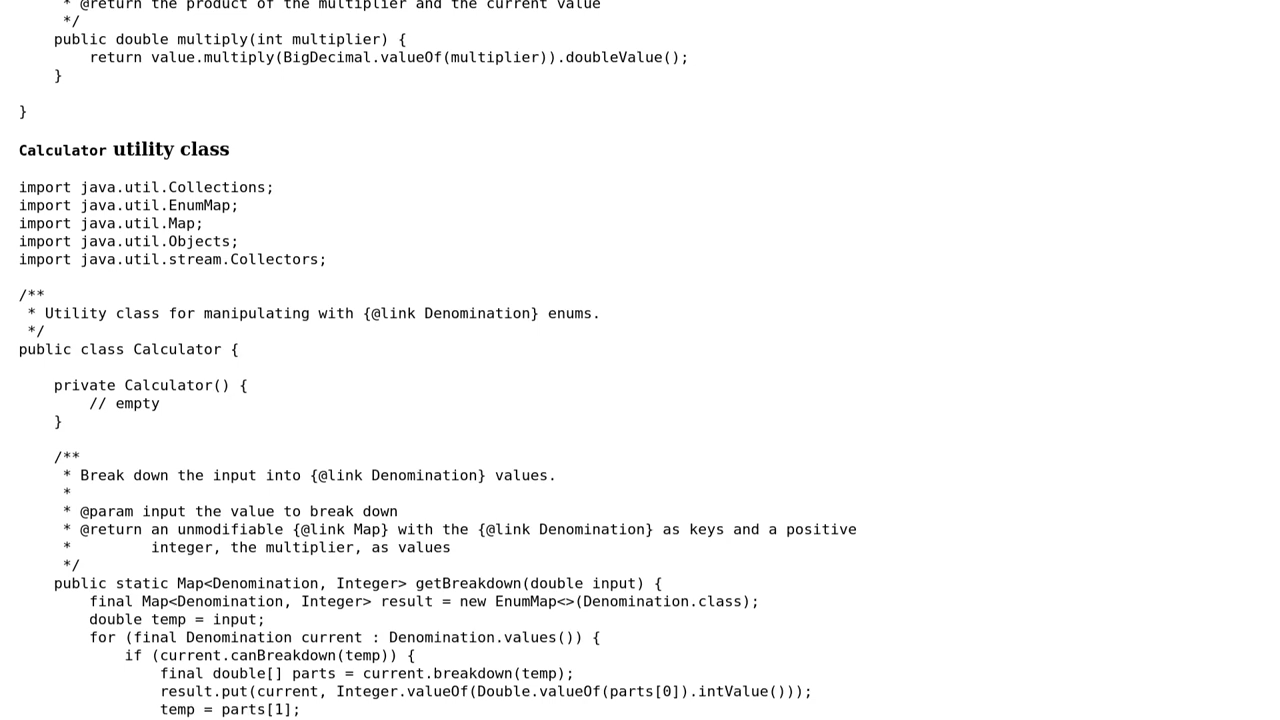 * @return the product of the multiplier and the current value
     */
    public double multiply(int multiplier) {
        return value.multiply(BigDecimal.valueOf(multiplier)).doubleValue();
    }

}
Calculator utility class
import java.util.Collections;
import java.util.EnumMap;
import java.util.Map;
import java.util.Objects;
import java.util.stream.Collectors;

/**
 * Utility class for manipulating with {@link Denomination} enums.
 */
public class Calculator {

    private Calculator() {
        // empty
    }

    /**
     * Break down the input into {@link Denomination} values.
     *
     * @param input the value to break down
     * @return an unmodifiable {@link Map} with the {@link Denomination} as keys and a positive
     *         integer, the multiplier, as values
     */
    public static Map<Denomination, Integer> getBreakdown(double input) {
        final Map<Denomination, Integer> result = new EnumMap<>(Denomination.class);
        double temp = input;
        for (final Denomination current : Denomination.values()) {
            if (current.canBreakdown(temp)) {
                final double[] parts = current.breakdown(temp);
                result.put(current, Integer.valueOf(Double.valueOf(parts[0]).intValue()));
                temp = parts[1];